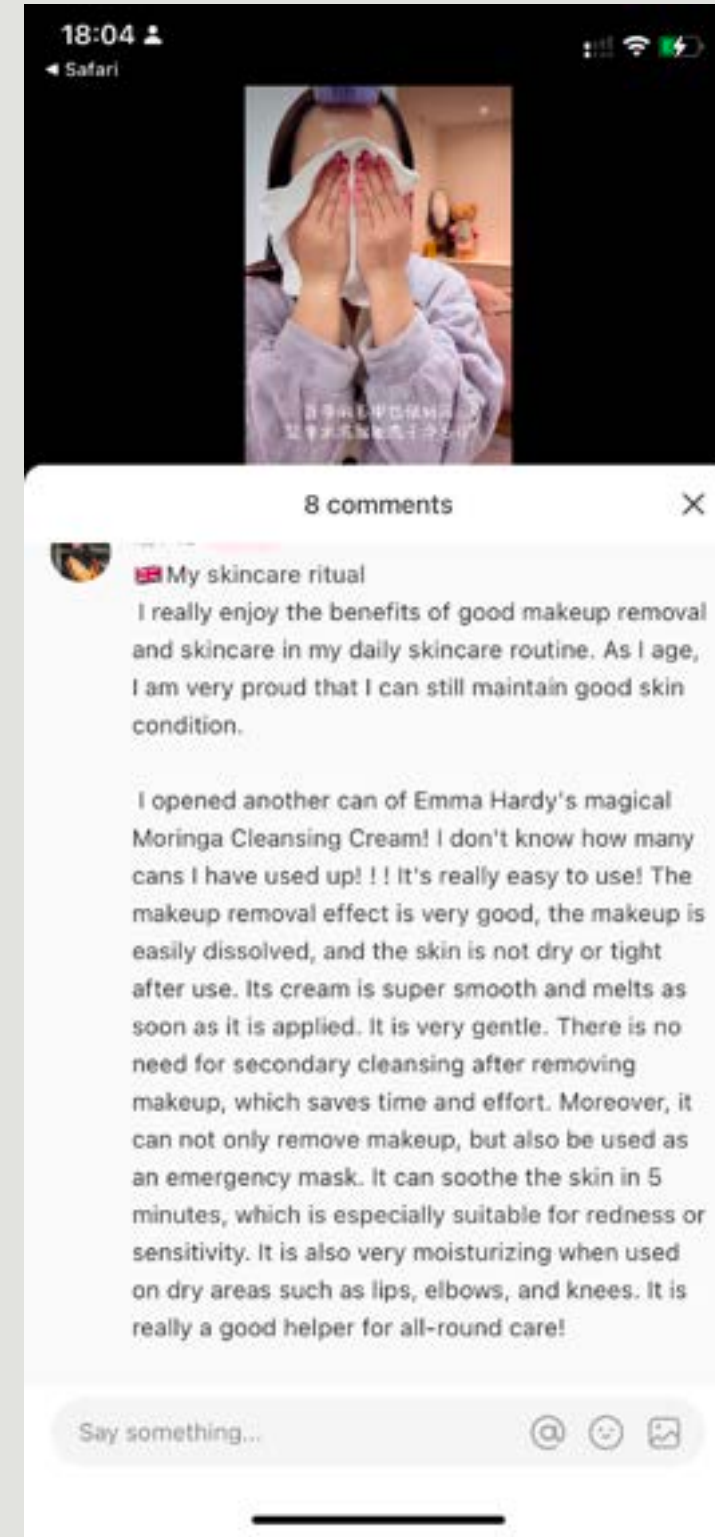 18:04
◀ Safari
8 comments
🇬🇧My skincare ritual
I really enjoy the benefits of good makeup removal
and skincare in my daily skincare routine. As I age,
I am very proud that I can still maintain good skin
condition.
I opened another can of Emma Hardy's magical
Moringa Cleansing Cream! I don't know how many
cans I have used up! ! ! It's really easy to use! The
makeup removal effect is very good, the makeup is
easily dissolved, and the skin is not dry or tight
after use. Its cream is super smooth and melts as
soon as it is applied. It is very gentle. There is no
need for secondary cleansing after removing
makeup, which saves time and effort. Moreover, it
can not only remove makeup, but also be used as
an emergency mask. It can soothe the skin in 5
minutes, which is especially suitable for redness or
sensitivity. It is also very moisturizing when used
on dry areas such as lips, elbows, and knees. It is
really a good helper for all-round care!
Say something...